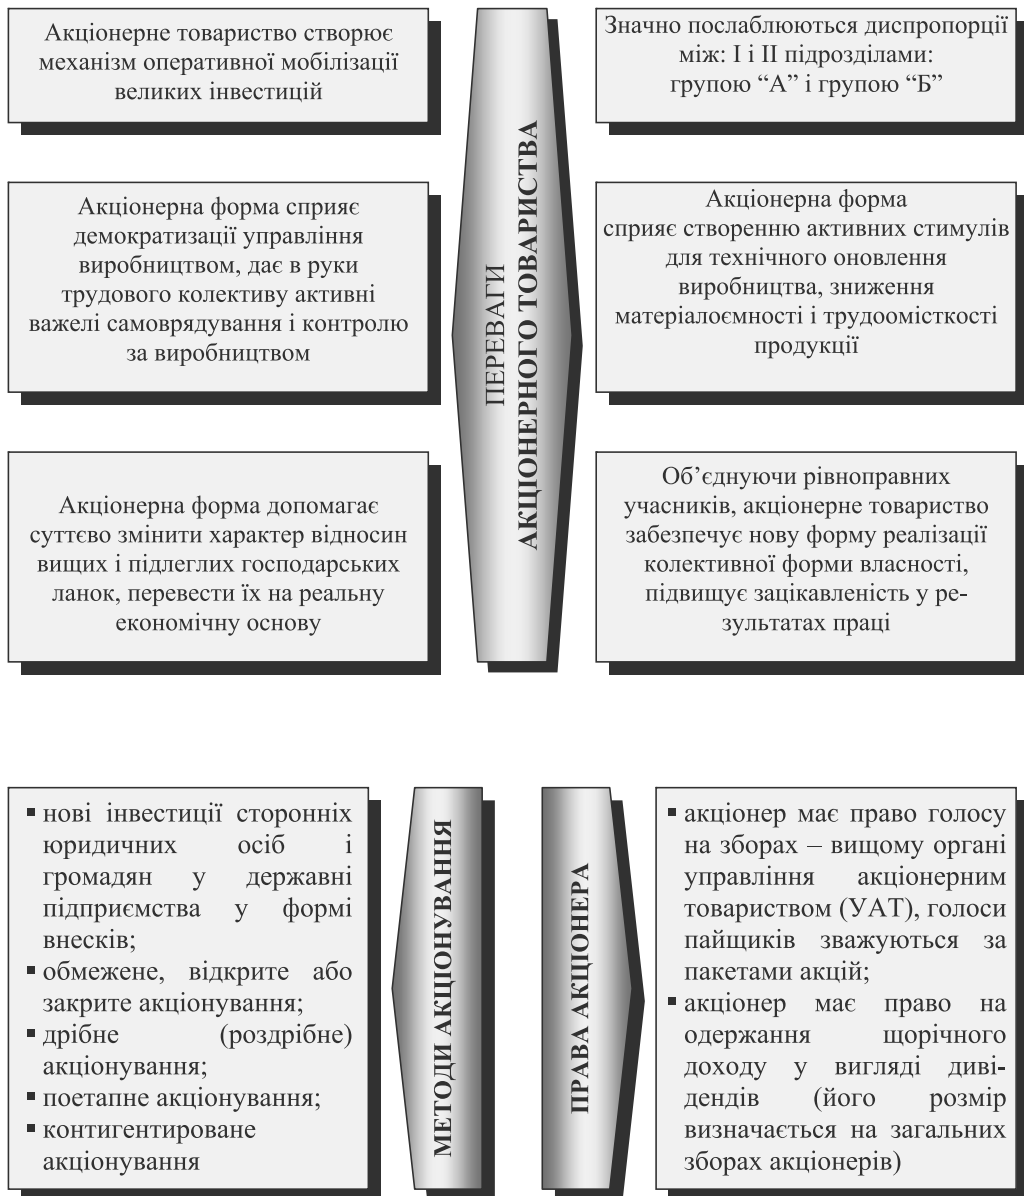 Акціонерне товариство створює
механізм оперативної мобілізації
великих інвестицій
Значно послаблюються диспропорції
між: І і ІІ підрозділами:
групою “А” і групою “Б”
ПЕРЕВАГИ
АКЦІОНЕРНОГО ТОВАРИСТВА
Акціонерна форма сприяє
демократизації управління
виробництвом, дає в руки
трудового колективу активні
важелі самоврядування і контролю
за виробництвом
Акціонерна форма
сприяє створенню активних стимулів
для технічного оновлення
виробництва, зниження
матеріалоємності і трудоомісткості
продукції
Акціонерна форма допомагає
суттєво змінити характер відносин
вищих і підлеглих господарських
ланок, перевести їх на реальну
економічну основу
Об’єднуючи рівноправних
учасників, акціонерне товариство
забезпечує нову форму реалізації
колективної форми власності,
підвищує зацікавленість у ре-
зультатах праці
▪ нові інвестиції сторонніх
юридичних осіб і
громадян у державні
підприємства у формі
внесків;
▪ обмежене, відкрите або
закрите акціонування;
▪ дрібне (роздрібне)
акціонування;
▪ поетапне акціонування;
▪ контигентироване
акціонування
МЕТОДИ АКЦІОНУВАННЯ
ПРАВА АКЦІОНЕРА
▪ акціонер має право голосу
на зборах – вищому органі
управління акціонерним
товариством (УАТ), голоси
пайщиків зважуються за
пакетами акцій;
▪ акціонер має право на
одержання щорічного
доходу у вигляді диві-
дендів (його розмір
визначається на загальних
зборах акціонерів)